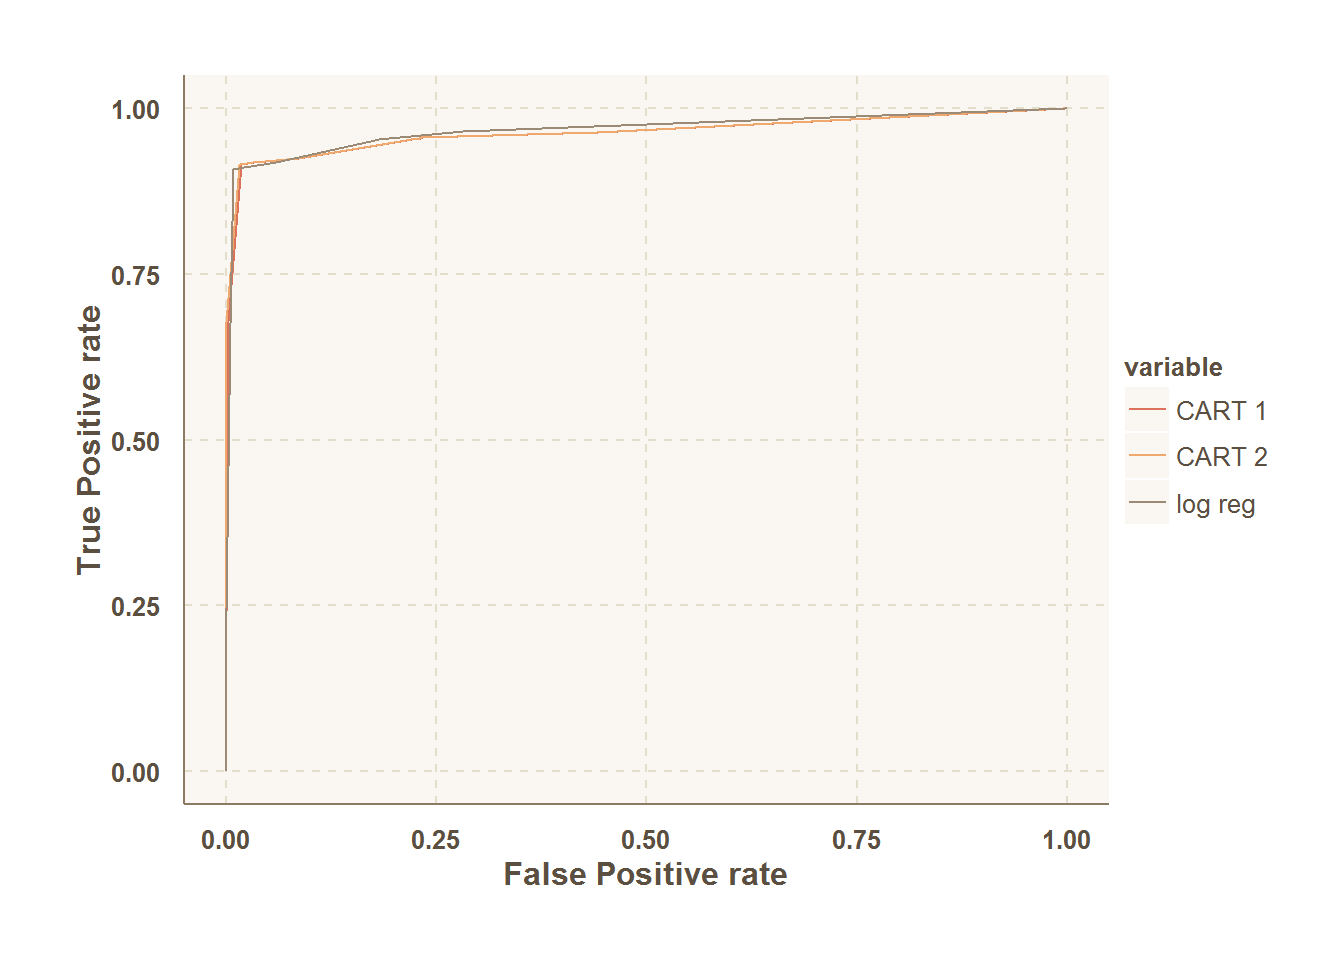 1.00
0.75
0.50
0.25
0.00
True Positive rate
0.00 0.25 0.50 0.75 1.00
False Positive rate
variable
CART 1
CART 2
log reg